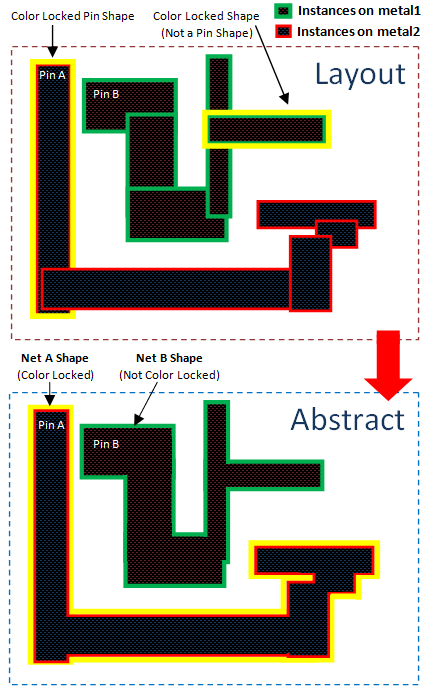 Color Locked Pin Shape
Color Locked Shape
(Not a Pin Shape)
Instances on metal1
Instances on metal2
Layout
Pin A
Pin B
Net A Shape
(Color Locked)
Net B Shape
(Not Color Locked)
Abstract
Pin A
Pin B